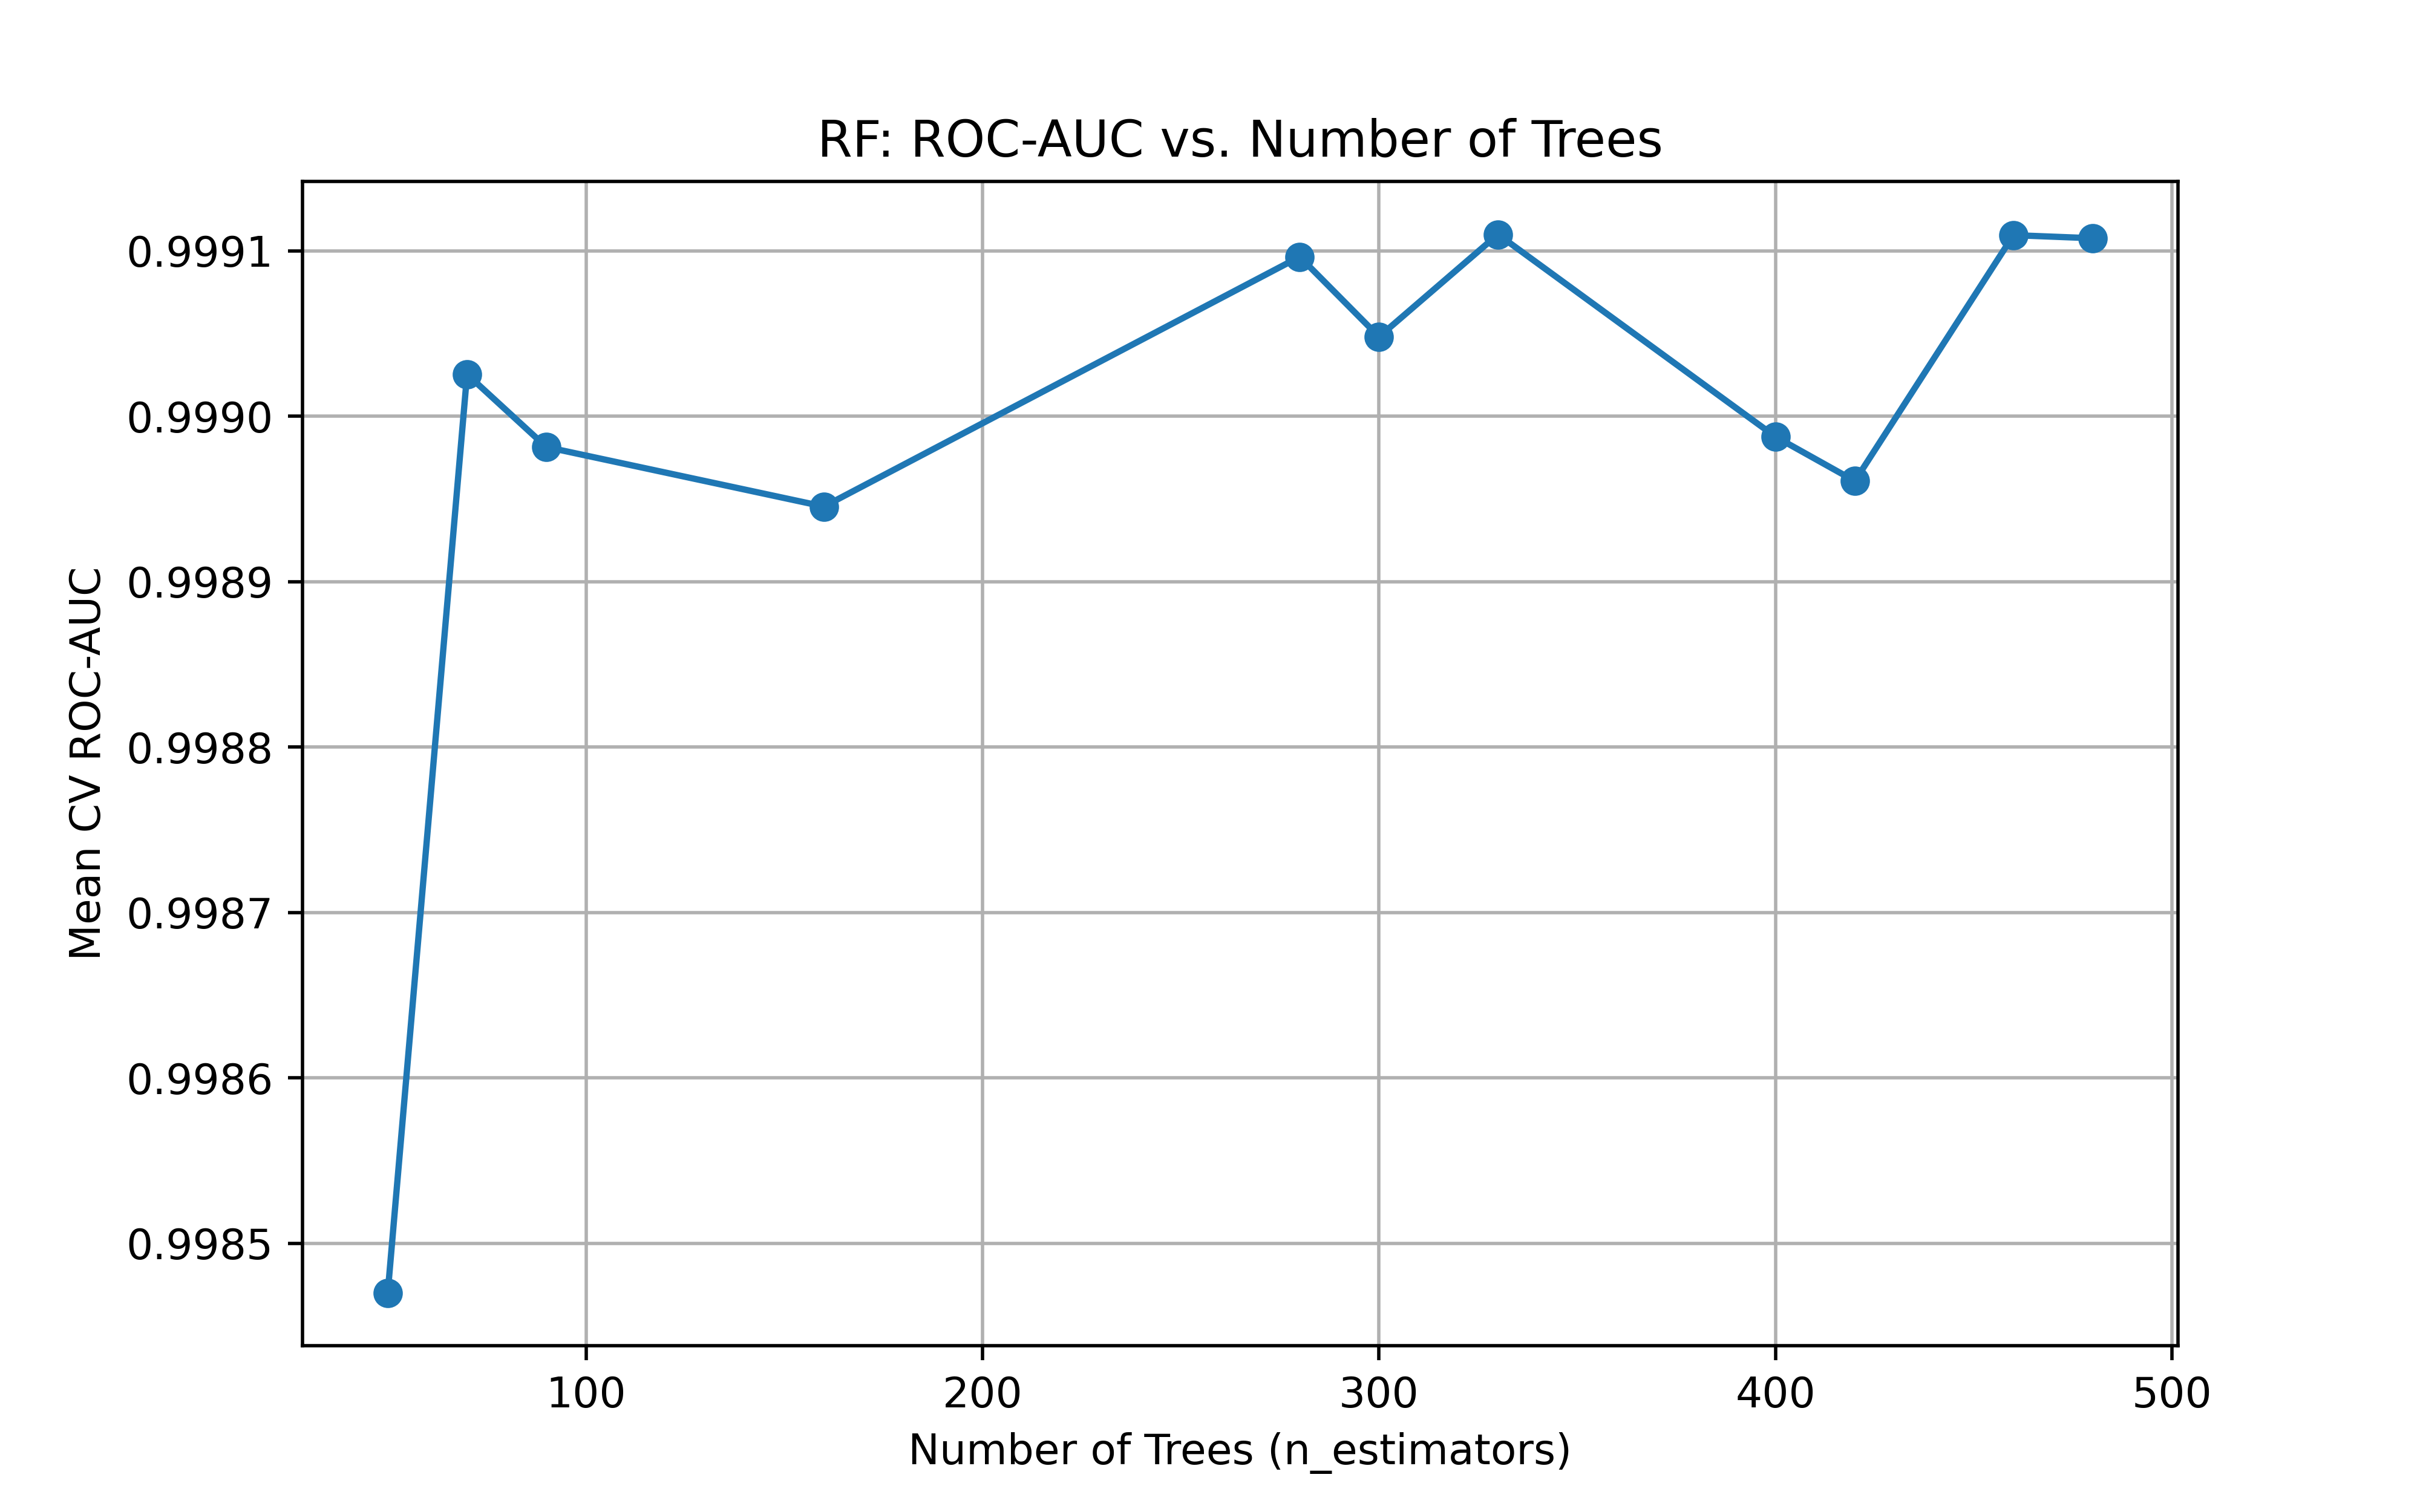 RF: ROC-AUC vs. Number of Trees
Mean CV ROC-AUC
0.9991
0.9990
0.9989
0.9988
0.9987
0.9986
0.9985
100 200 300 400 500
Number of Trees (n_estimators)